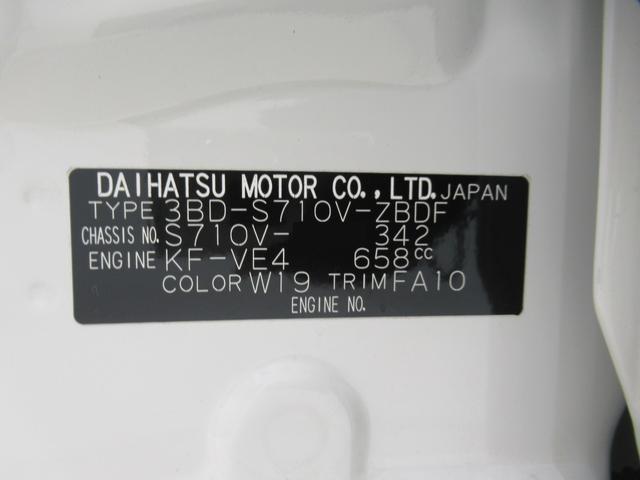 DAIHATSU MOTOR CO.,LTD. JAPAN
TYPE 3BD-S710V-ZBDF
CHASSIS NO. S710V- 342
ENGINE KF-VE4 658CC
COLOR W19 TRIM FA10
ENGINE NO.